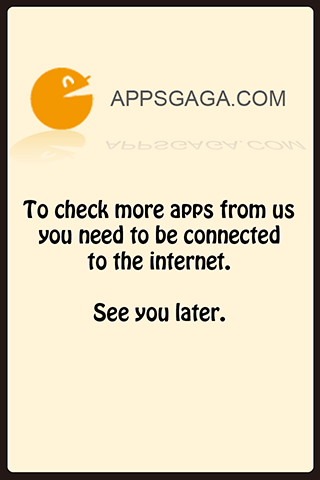 APPSGAGA.COM
To check more apps from us
you need to be connected
to the internet.
See you later.